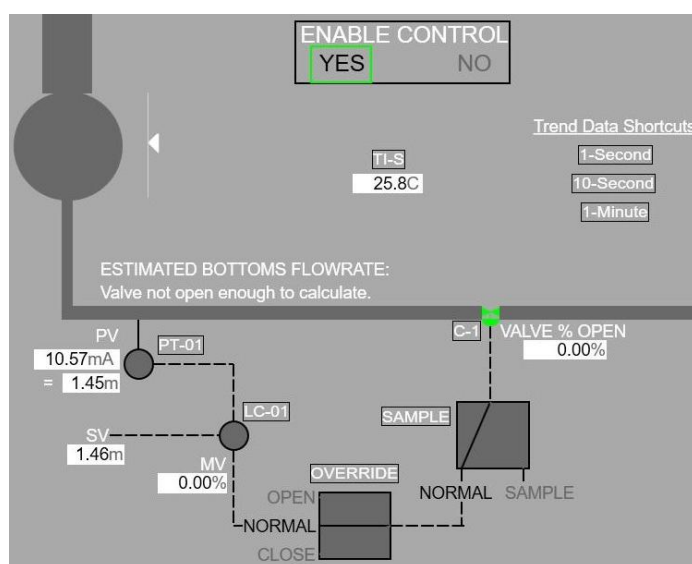 ENABLE CONTROL
YES NO
Trend Data Shortcuts
1-Second
TI-S
25.8C
10-Second
1-Minute
ESTIMATED BOTTOMS FLOWRATE:
Valve not open enough to calculate.
C-1 VALVE % OPEN
0.00%
PV
10.57mA
= 1.45m
PT-01
LC-01
SV
1.46m
MV
0.00%
SAMPLE
OVERRIDE
OPEN
NORMAL
CLOSE
NORMAL SAMPLE